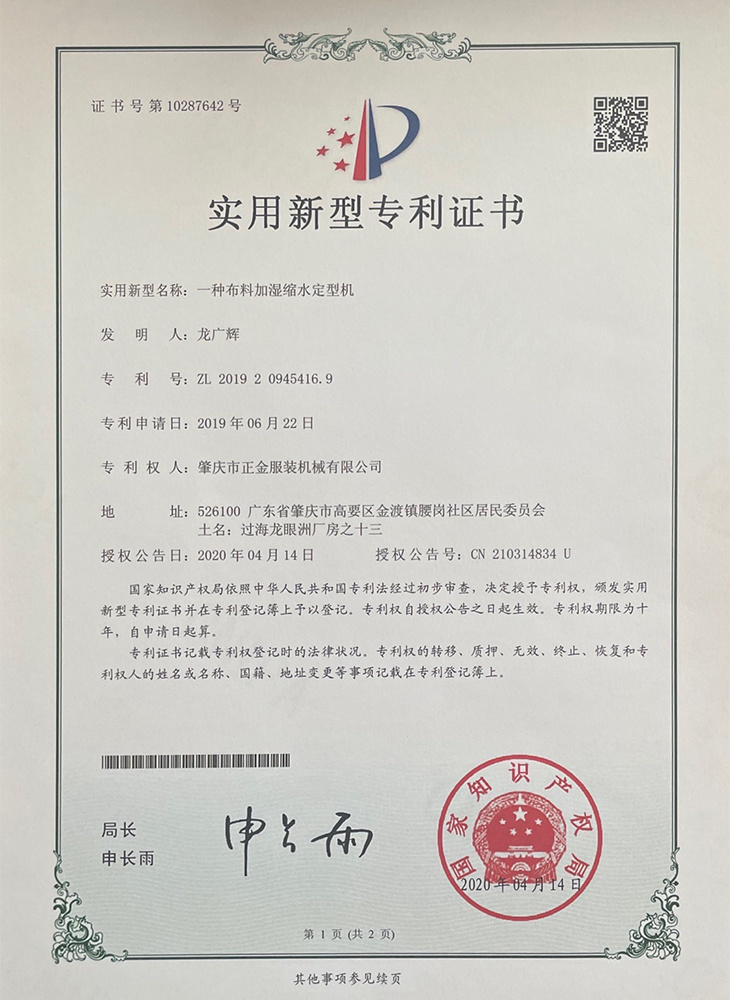 证书号第10287642号
实用新型专利证书
实用新型名称：一种布料加湿缩水定型机
发明人：龙广辉
专利号：ZL 2019 2 0945416.9
专利申请日：2019年06月22日
专利权人：肇庆市正金服装机械有限公司
地址：526100 广东省肇庆市高要区金渡镇腰岗社区居民委员会
土名：过海龙眼洲厂房之十三
授权公告日：2020年04月14日 授权公告号：CN 210314834 U
国家知识产权局依照中华人民共和国专利法经过初步审查，决定授予专利权，颁发实用
新型专利证书并在专利登记簿上予以登记。专利权自授权公告之日起生效。专利权期限为十
年，自申请日起算。
专利证书记载专利权登记时的法律状况。专利权的转移、质押、无效、终止、恢复和专
利权人的姓名或名称、国籍、地址变更等事项记载在专利登记簿上。
局长
申长雨
申长雨
国家知识产权局
2020年04月14日
第 1 页 (共 2 页)
其他事项参见续页